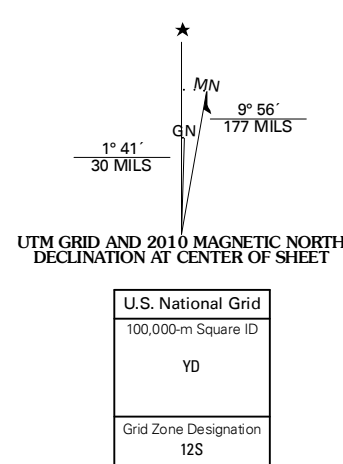 MN
GN
9° 56´
177 MILS
1° 41´
30 MILS
UTM GRID AND 2010 MAGNETIC NORTH
DECLINATION AT CENTER OF SHEET
U.S. National Grid
100,000-m Square ID
YD
Grid Zone Designation
12S